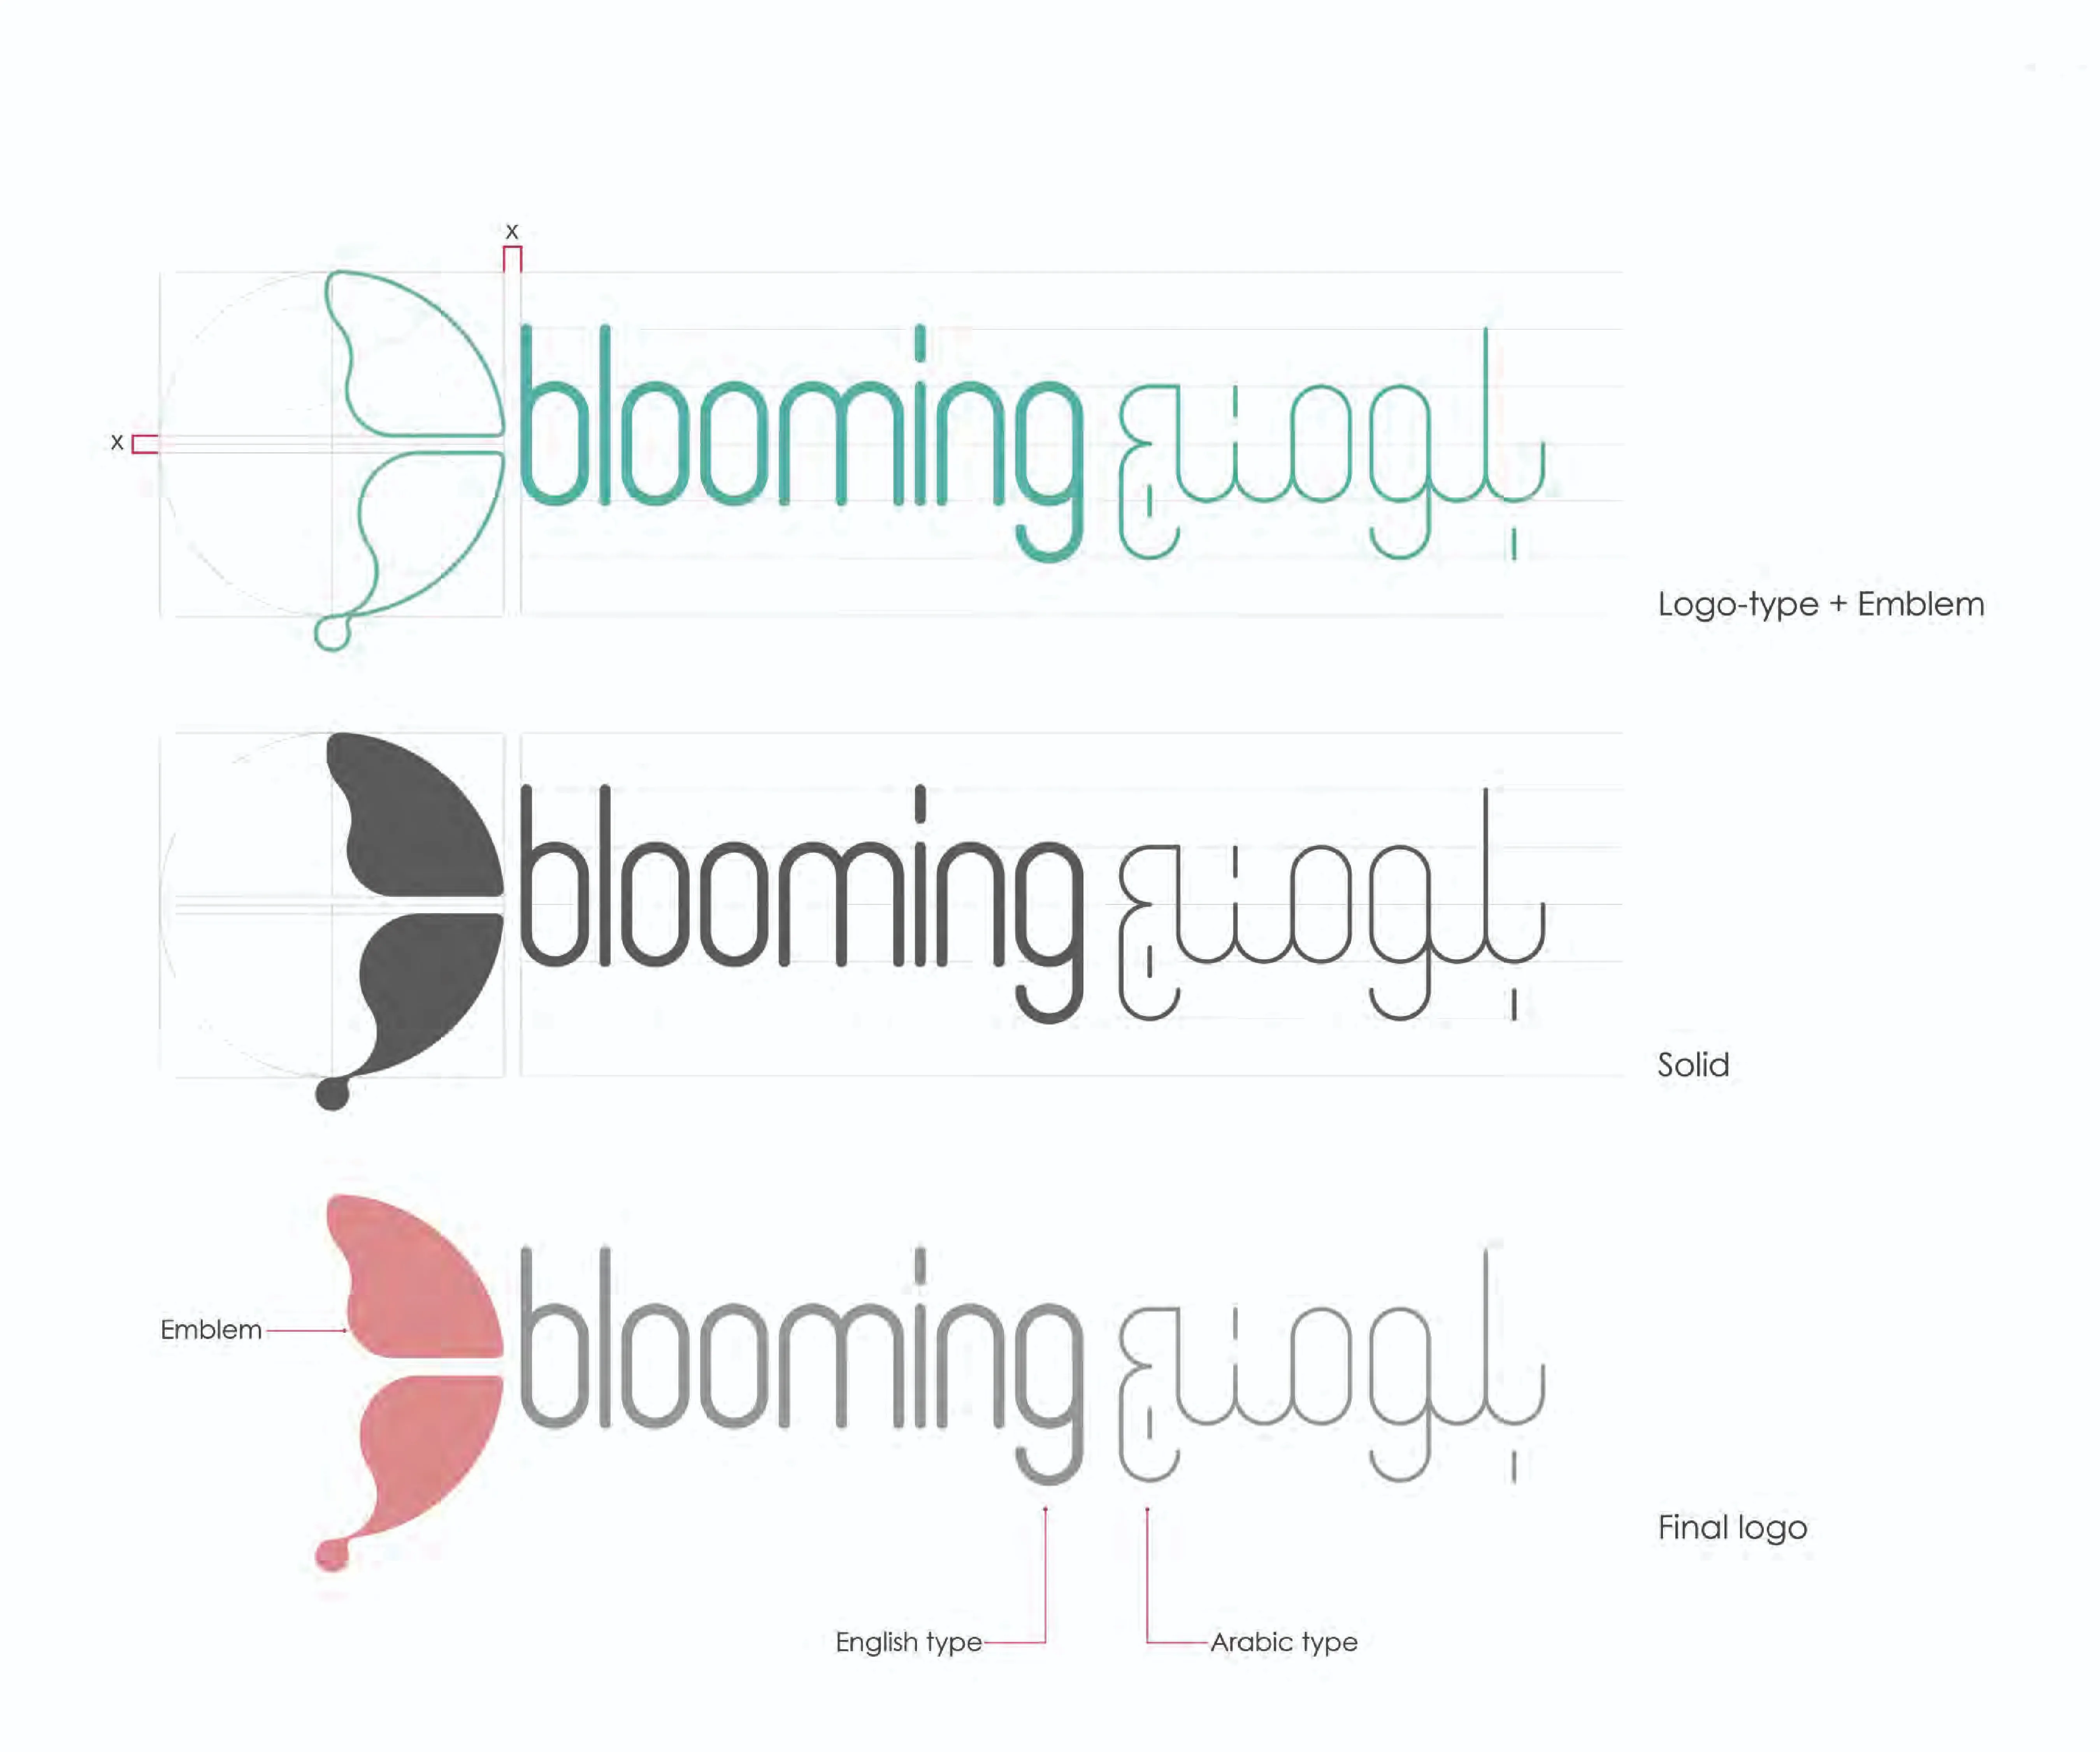 x
x
blooming بلومنج
Logo-type + Emblem
blooming بلومنج
Solid
Emblem
blooming بلومنج
Final logo
English type
Arabic type